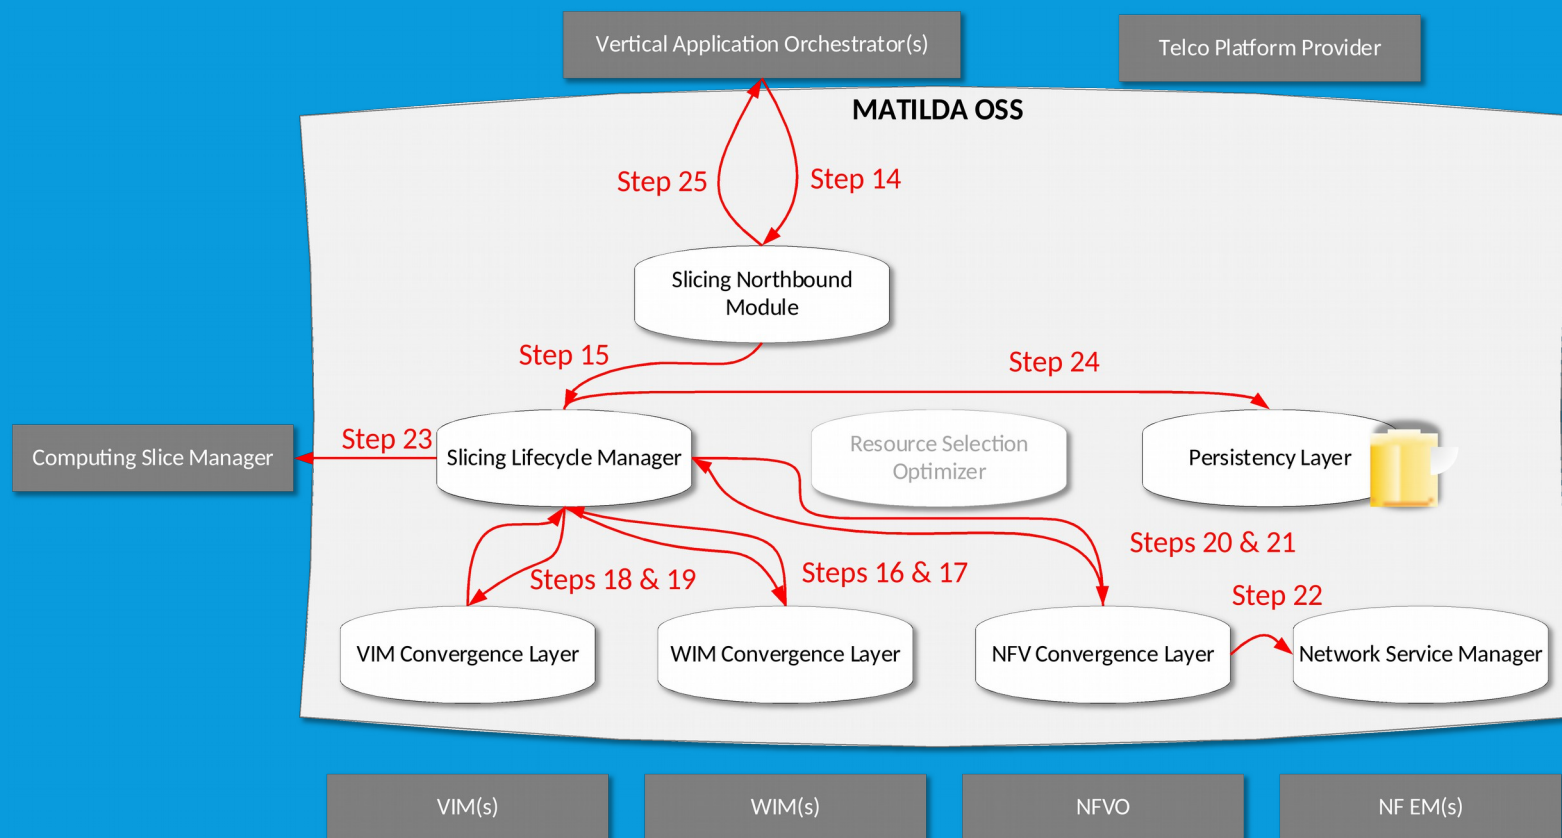 Vertical Application Orchestrator(s)
Telco Platform Provider
MATILDA OSS
Step 25
Step 14
Slicing Northbound
Module
Step 15
Step 24
Computing Slice Manager
Step 23
Slicing Lifecycle Manager
Resource Selection
Optimizer
Persistency Layer
Steps 18 & 19
Steps 16 & 17
Steps 20 & 21
Step 22
VIM Convergence Layer
WIM Convergence Layer
NFV Convergence Layer
Network Service Manager
VIM(s)
WIM(s)
NFVO
NF EM(s)